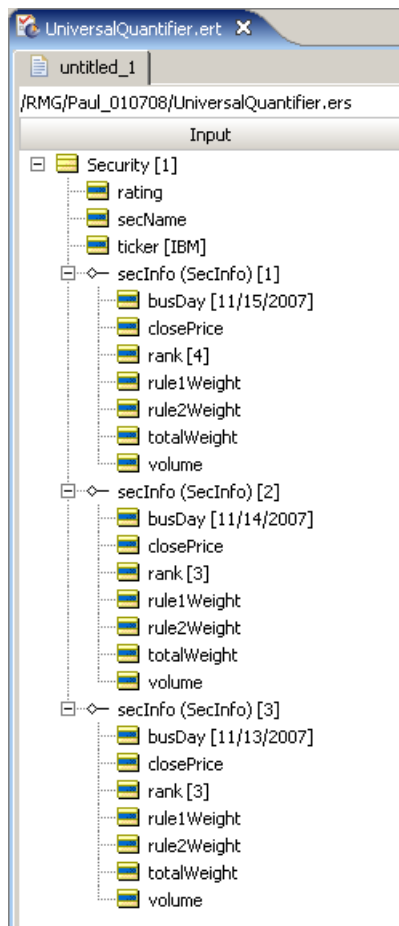 UniversalQuantifier.ert
untitled_1
/RMG/Paul_010708/UniversalQuantifier.ers
Input
Security [1]
rating
secName
ticker [IBM]
secInfo (SecInfo) [1]
busDay [11/15/2007]
closePrice
rank [4]
rule1Weight
rule2Weight
totalWeight
volume
secInfo (SecInfo) [2]
busDay [11/14/2007]
closePrice
rank [3]
rule1Weight
rule2Weight
totalWeight
volume
secInfo (SecInfo) [3]
busDay [11/13/2007]
closePrice
rank [3]
rule1Weight
rule2Weight
totalWeight
volume